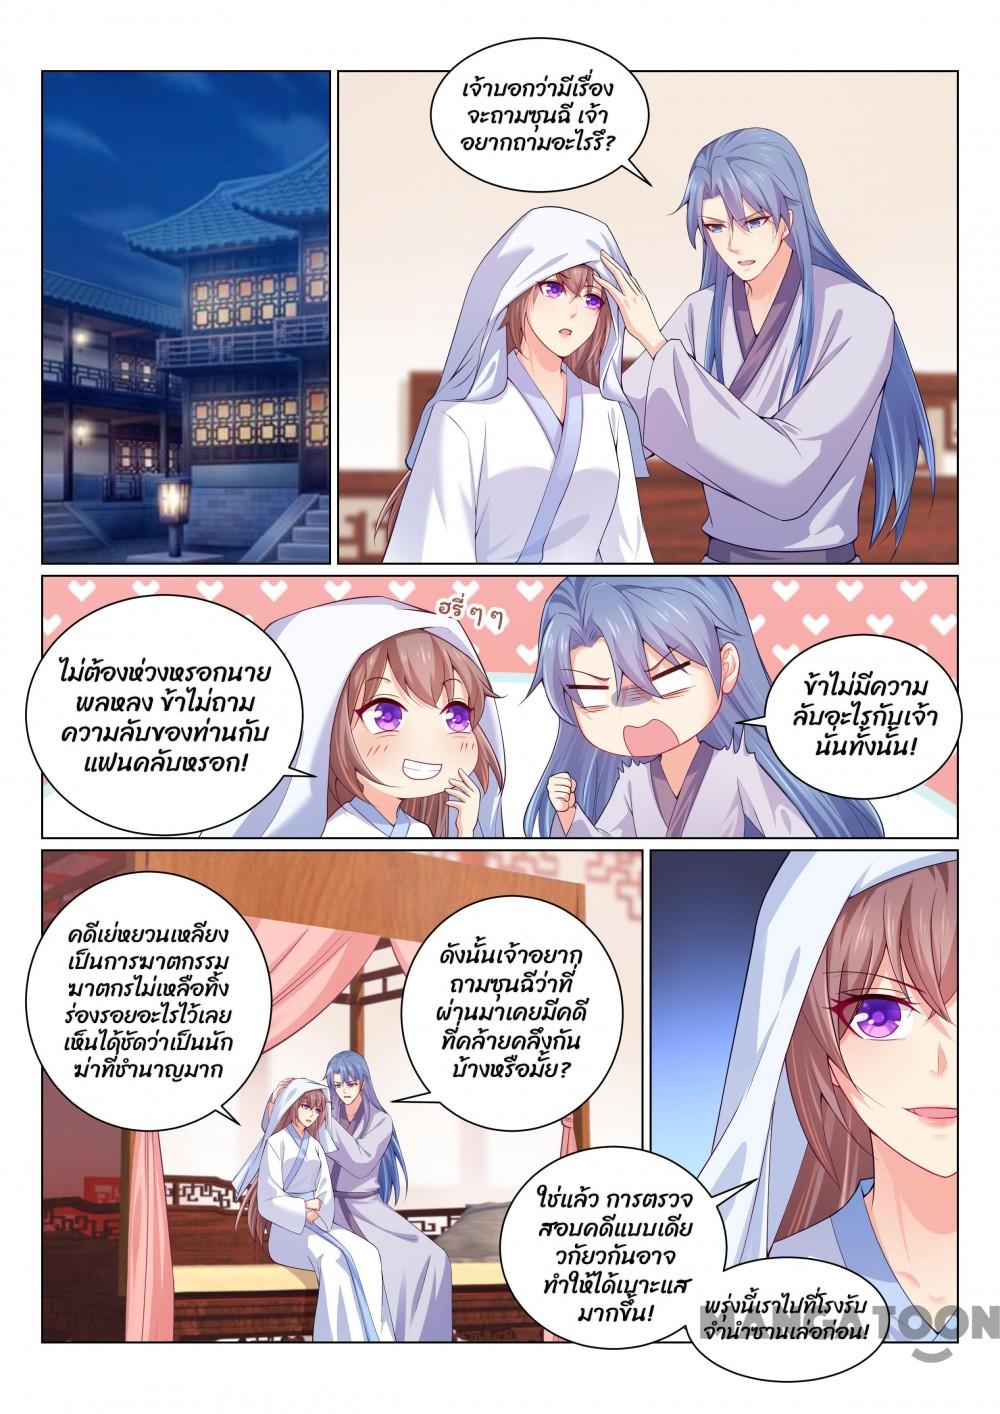 เจ้าบอกว่ามีเรื่อง
จะถามซุนฉี เจ้า
อยากถามอะไรรึ?
ฮรี่ๆๆ
ไม่ต้องห่วงหรอกนาย
พลหลง ข้าไม่ถาม
ความลับของท่านกับ
แฟนคลับหรอก!
ข้าไม่มีความ
ลับอะไรกับเจ้า
นั่นทั้งนั้น!
คดีเย่หยวนเหลียง
เป็นการฆาตกรรม
ฆาตกรไม่เหลือทิ้ง
ร่องรอยอะไรไว้เลย
เห็นได้ชัดว่าเป็นนัก
ฆ่าที่ชำนาญมาก
ดังนั้นเจ้าอยาก
ถามซุนฉีว่าที่
ผ่านมาเคยมีคดี
ที่คล้ายคลึงกัน
บ้างหรือมั้ย?
ใช่แล้ว การตรวจ
สอบคดีแบบเดีย
วกัยวกันอาจ
ทำให้ได้เบาะแส
มากขึ้น!
พรุ่งนี้เราไปที่โรงรับ
จำนำซานเล่อก่อน!
MANGATOON